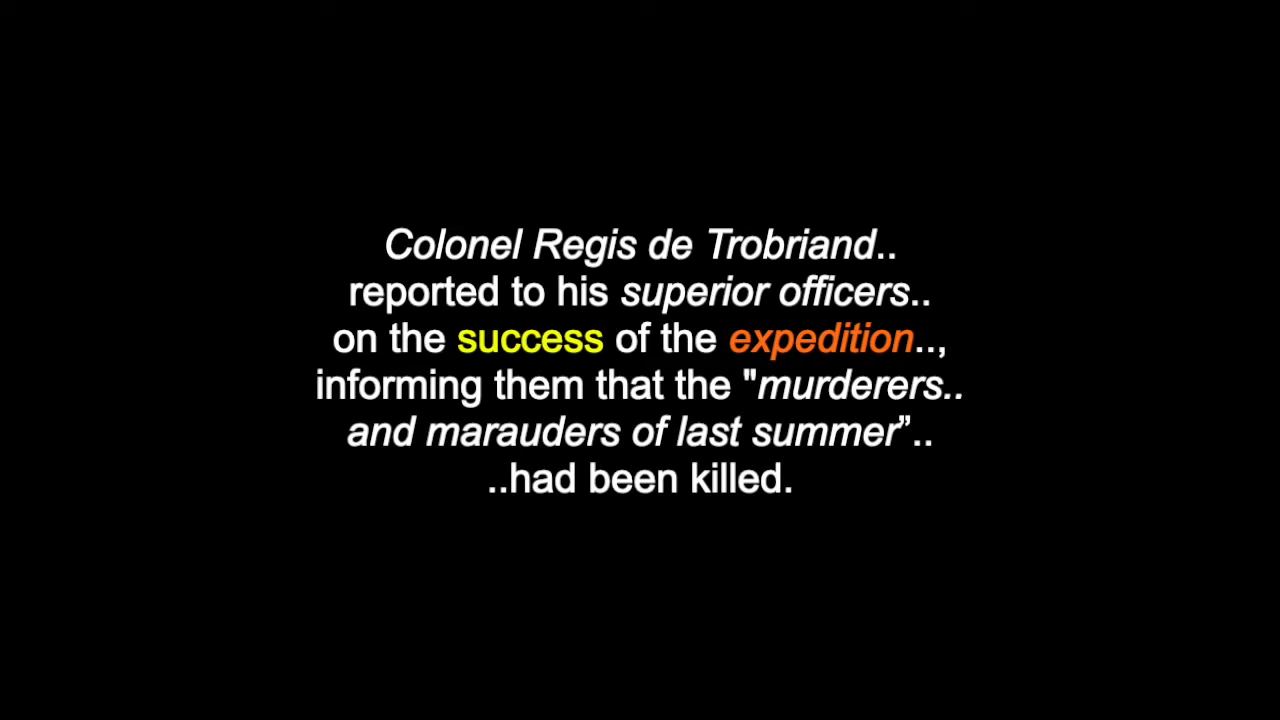 Colonel Regis de Trobriand..
reported to his superior officers..
on the success of the expedition..,
informing them that the "murderers..
and marauders of last summer”..
..had been killed.